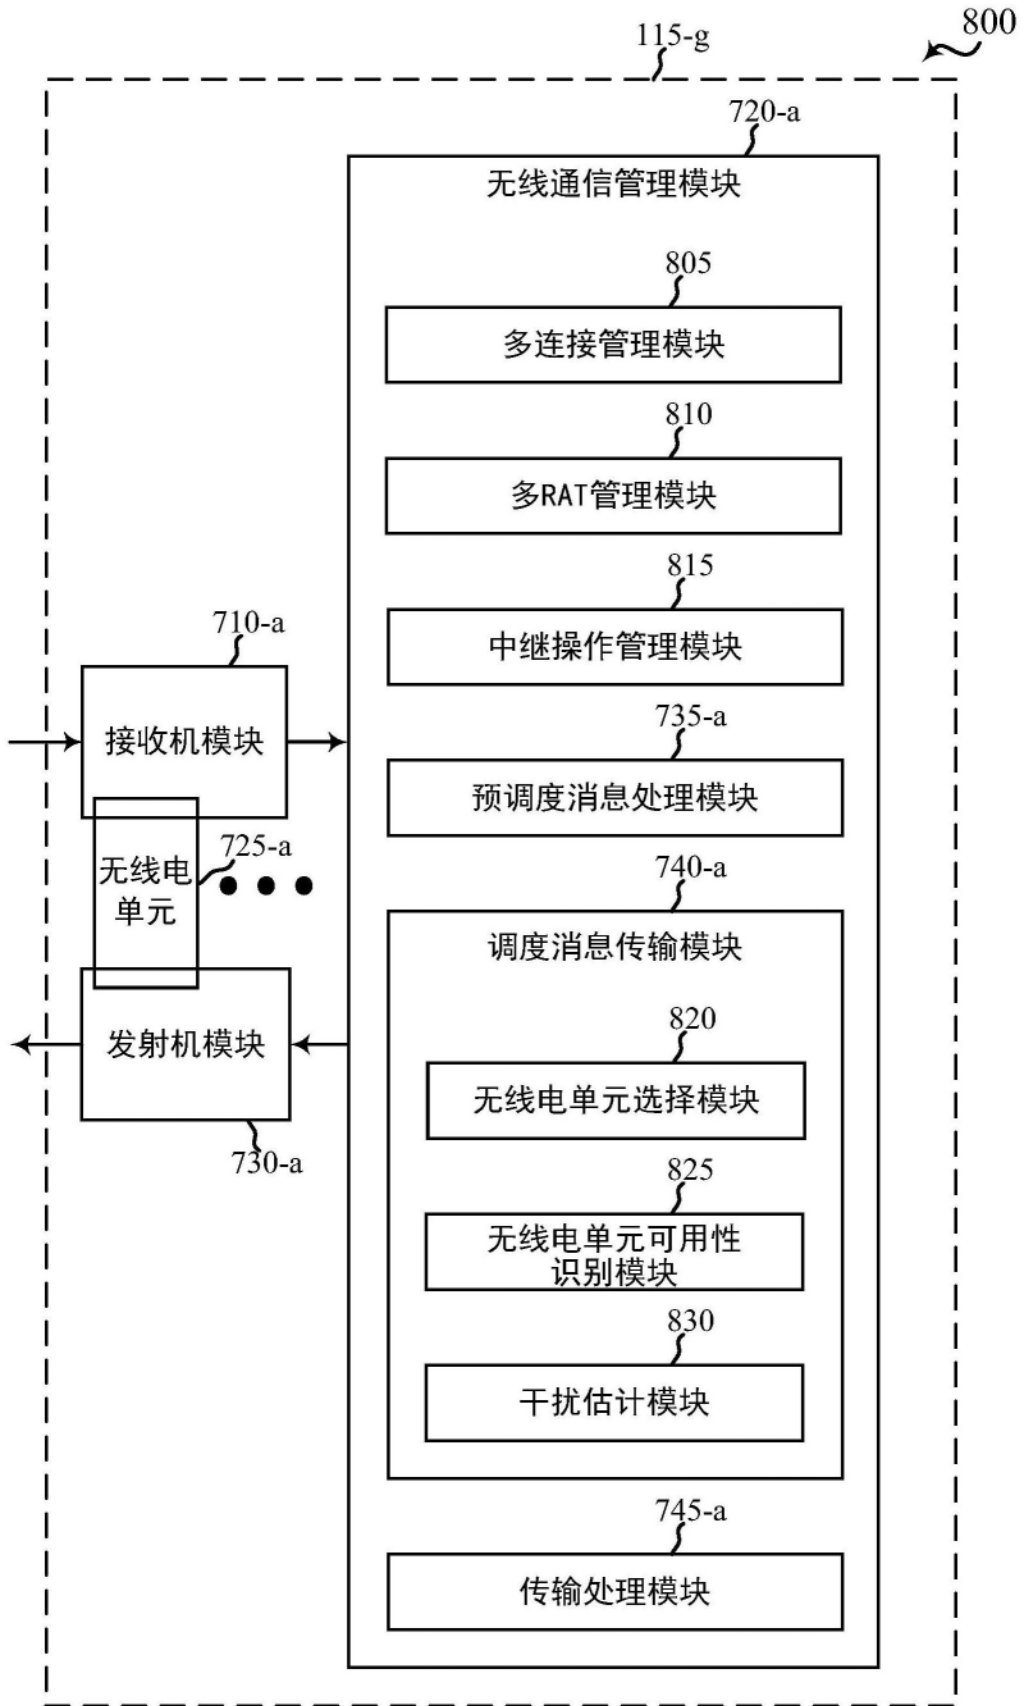 800
115-g
720-a
无线通信管理模块
805
多连接管理模块
810
多RAT管理模块
815
中继操作管理模块
710-a
接收机模块
735-a
预调度消息处理模块
无线电
单元
725-a
740-a
调度消息传输模块
820
无线电单元选择模块
发射机模块
730-a
825
无线电单元可用性
识别模块
830
干扰估计模块
745-a
传输处理模块